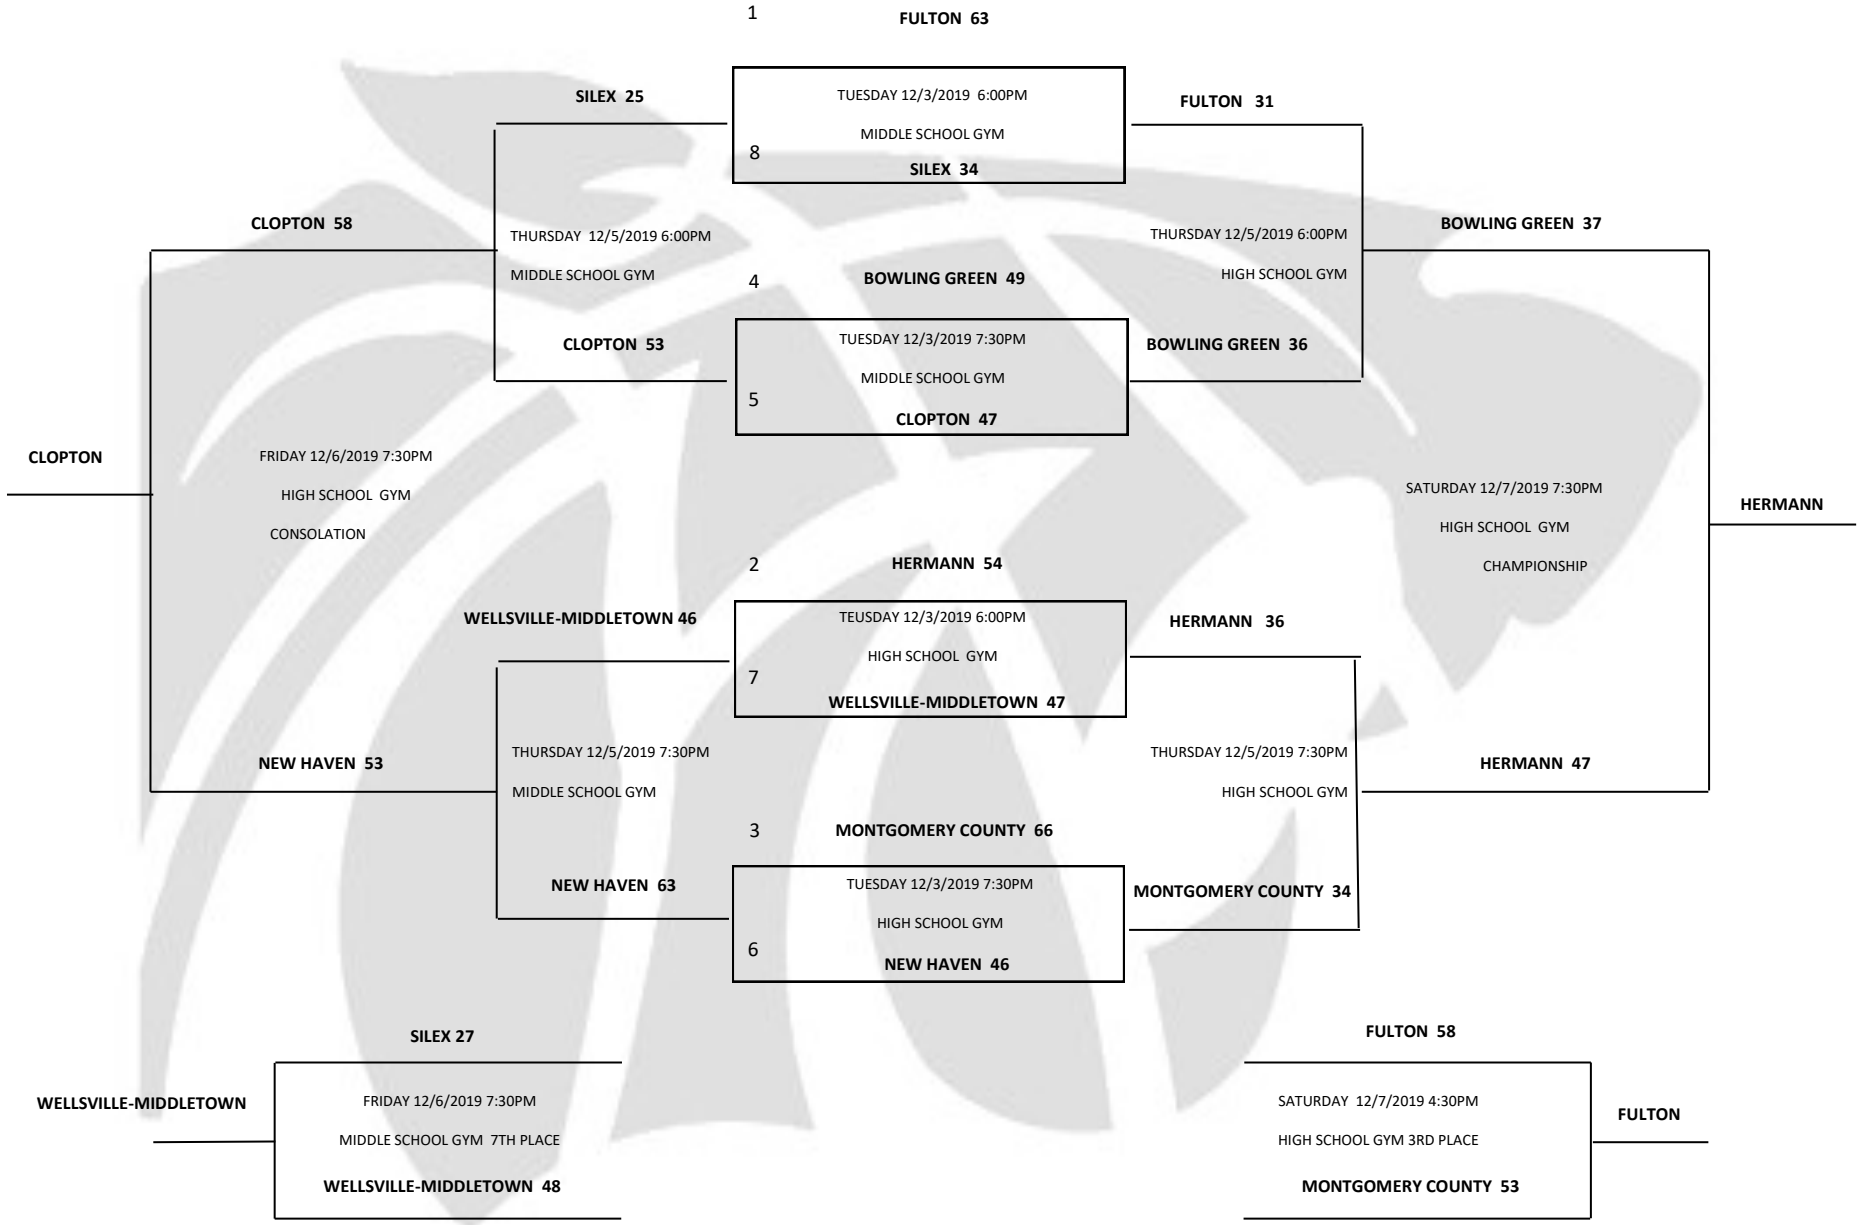 1
FULTON 63
SILEX 25
TUESDAY 12/3/2019 6:00PM
FULTON 31
MIDDLE SCHOOL GYM
8
SILEX 34
CLOPTON 58
THURSDAY 12/5/2019 6:00PM
THURSDAY 12/5/2019 6:00PM
BOWLING GREEN 37
MIDDLE SCHOOL GYM
4
BOWLING GREEN 49
HIGH SCHOOL GYM
CLOPTON 53
TUESDAY 12/3/2019 7:30PM
BOWLING GREEN 36
MIDDLE SCHOOL GYM
5
CLOPTON 47
CLOPTON
FRIDAY 12/6/2019 7:30PM
HIGH SCHOOL GYM
CONSOLATION
SATURDAY 12/7/2019 7:30PM
HIGH SCHOOL GYM
CHAMPIONSHIP
HERMANN
2
HERMANN 54
WELLSVILLE-MIDDLETOWN 46
TEUSDAY 12/3/2019 6:00PM
HERMANN 36
HIGH SCHOOL GYM
7
WELLSVILLE-MIDDLETOWN 47
NEW HAVEN 53
THURSDAY 12/5/2019 7:30PM
MIDDLE SCHOOL GYM
THURSDAY 12/5/2019 7:30PM
HIGH SCHOOL GYM
HERMANN 47
3
MONTGOMERY COUNTY 66
NEW HAVEN 63
TUESDAY 12/3/2019 7:30PM
MONTGOMERY COUNTY 34
HIGH SCHOOL GYM
6
NEW HAVEN 46
SILEX 27
WELLSVILLE-MIDDLETOWN
FRIDAY 12/6/2019 7:30PM
MIDDLE SCHOOL GYM 7TH PLACE
WELLSVILLE-MIDDLETOWN 48
FULTON 58
SATURDAY 12/7/2019 4:30PM
HIGH SCHOOL GYM 3RD PLACE
FULTON
MONTGOMERY COUNTY 53